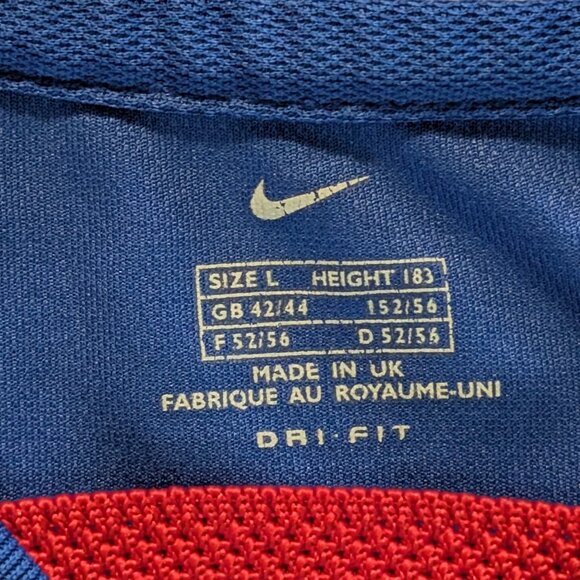 SIZE L HEIGHT 183
GB 42/44 152/56
F 52/56 D 52/56
MADE IN UK
FABRIQUE AU ROYAUME-UNI
DRI-FIT